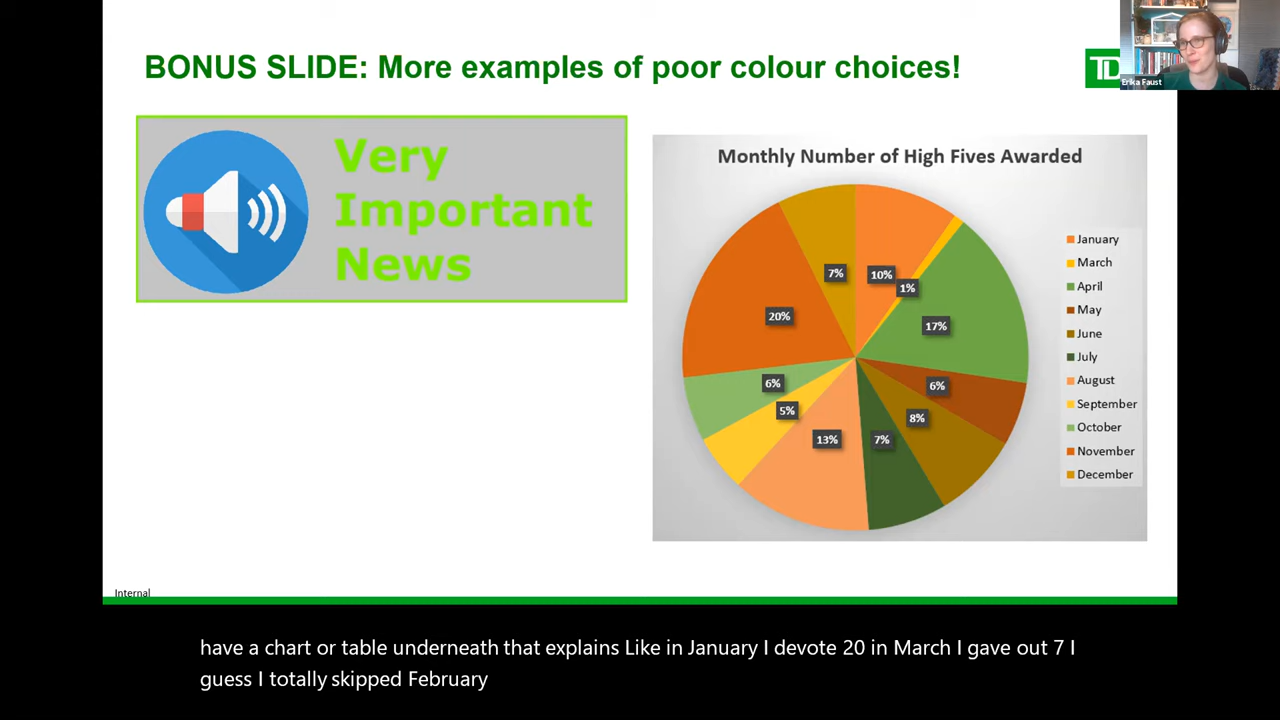 BONUS SLIDE: More examples of poor colour choices!
TD
Erika Faust
Very
Important
News
Monthly Number of High Fives Awarded
7%
10%
1%
20%
17%
6%
6%
5%
8%
13%
7%
January
March
April
May
June
July
August
September
October
November
December
Internal
have a chart or table underneath that explains Like in January I devote 20 in March I gave out 7 I
guess I totally skipped February